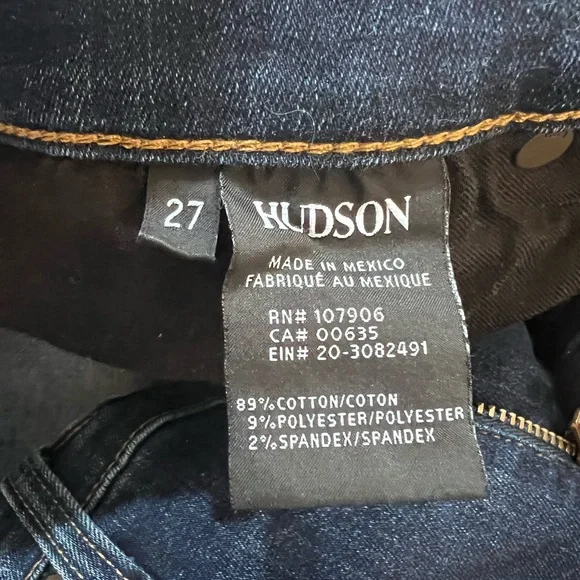 27
HUDSON
MADE IN MEXICO
FABRIQUÉ AU MEXIQUE
RN# 107906
CA# 00635
EIN# 20-3082491
89% COTTON/COTON
9% POLYESTER/POLYESTER
2% SPANDEX/SPANDEX